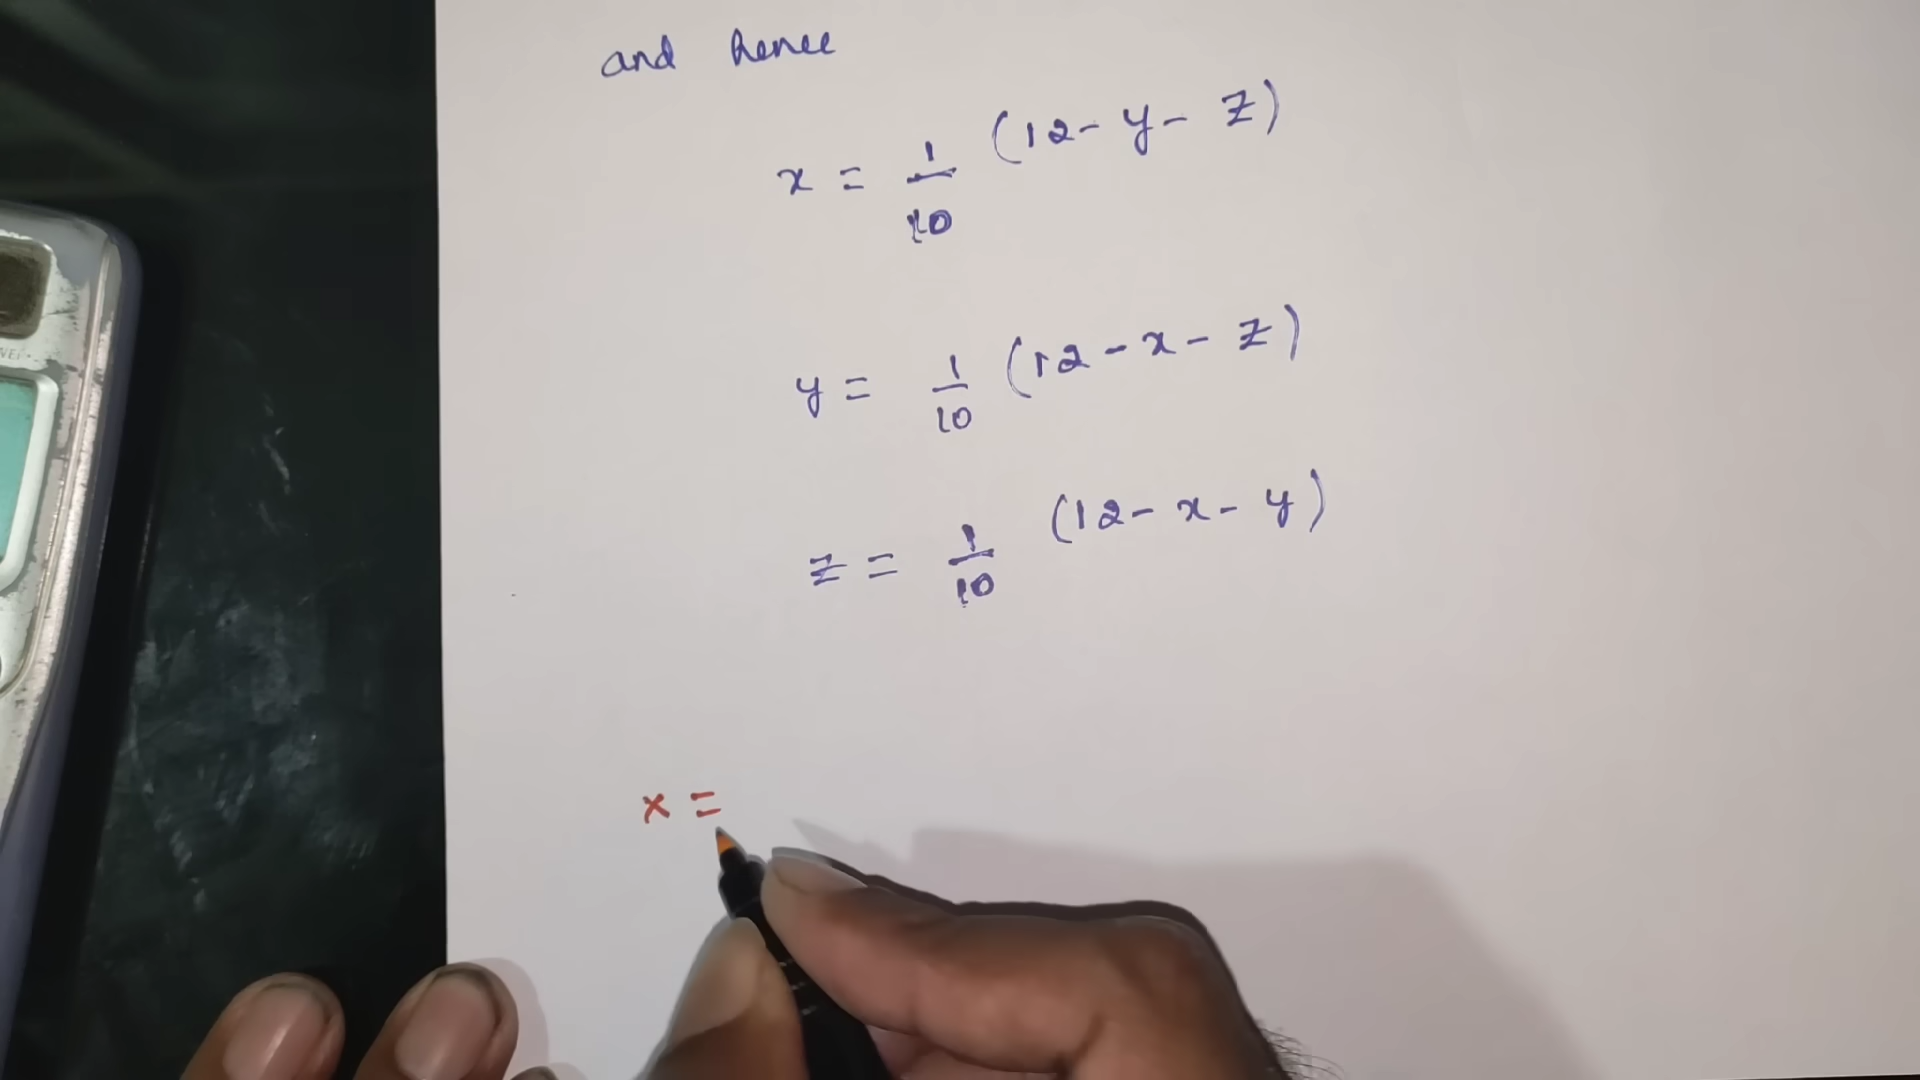 and hence
x = 1/10 (12 - y - z)
y = 1/10 (12 - x - z)
z = 1/10 (12 - x - y)
x =